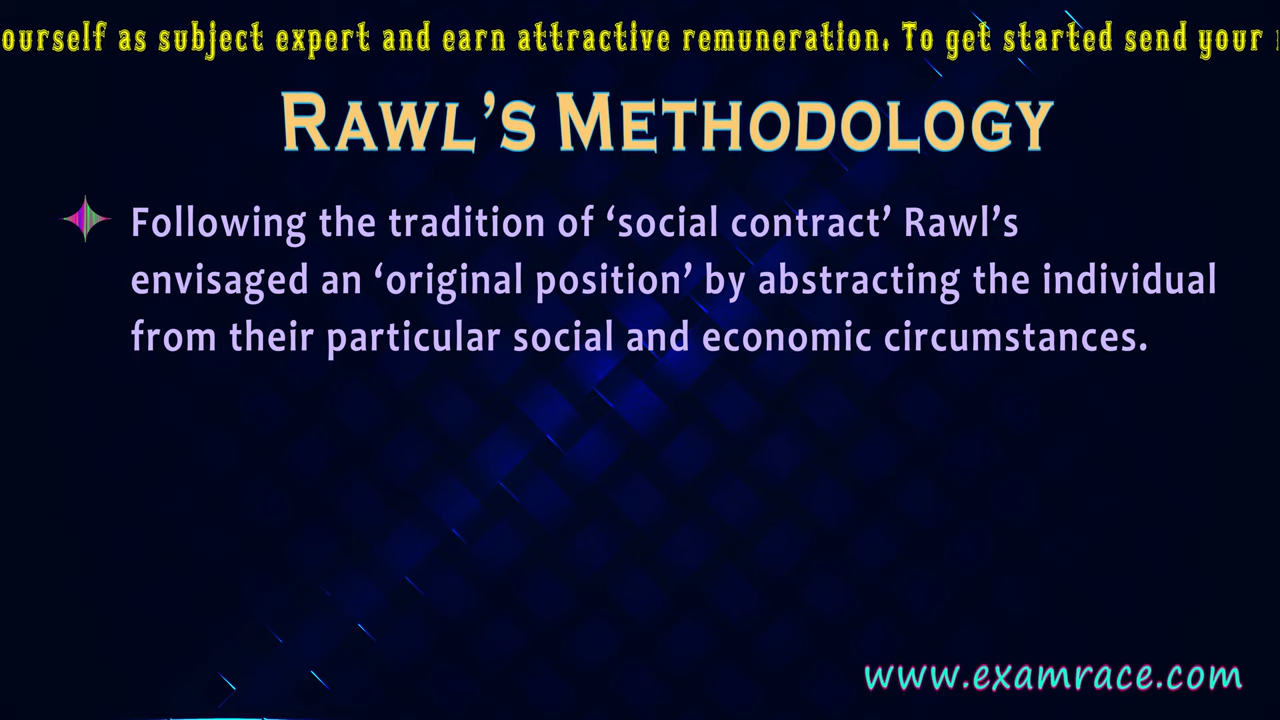 ourself as subject expert and earn attractive remuneration. To get started send your
Rawl’s Methodology
Following the tradition of ‘social contract’ Rawl’s
envisaged an ‘original position’ by abstracting the individual
from their particular social and economic circumstances.
www.examrace.com